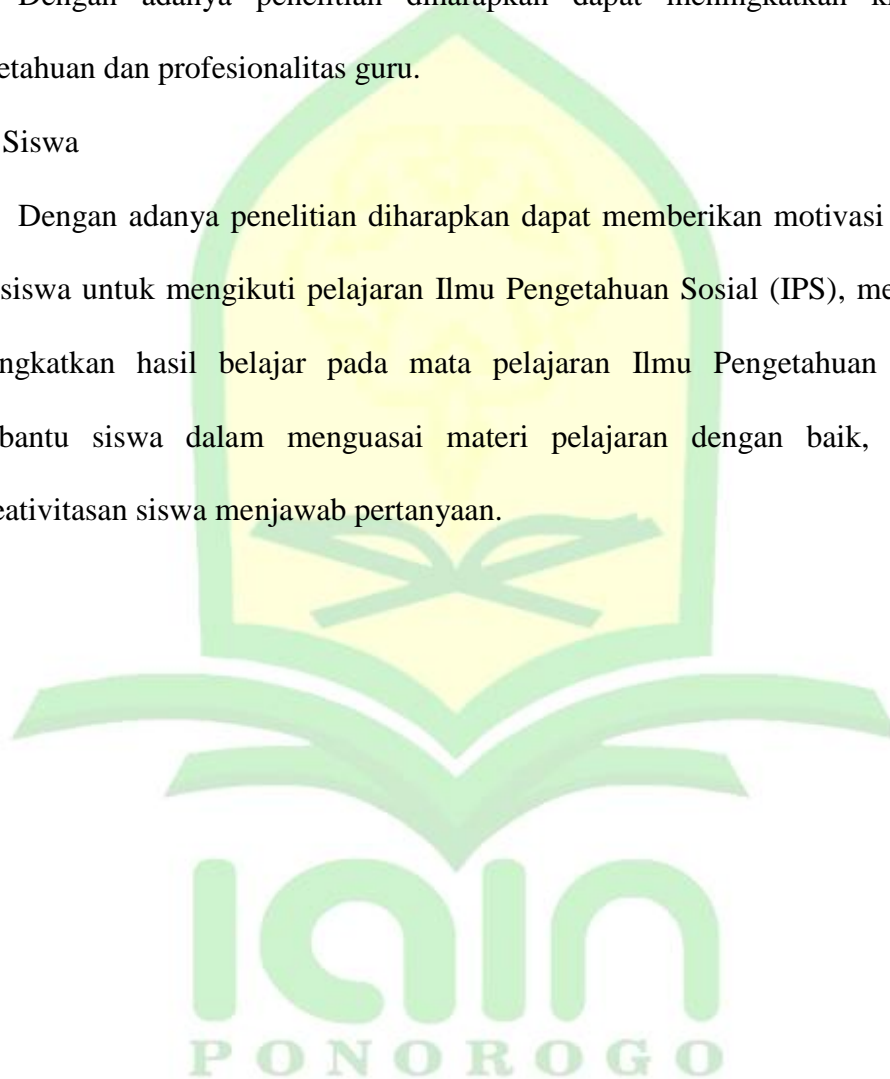 Dengan adanya penelitian diharapkan dapat meningkatkan
etahuan dan profesionalitas guru.
Siswa
Dengan adanya penelitian diharapkan dapat memberikan motivasi
siswa untuk mengikuti pelajaran Ilmu Pengetahuan Sosial (IPS), me
ngkatkan hasil belajar pada mata pelajaran Ilmu Pengetahuan
bantu siswa dalam menguasai materi pelajaran dengan baik,
eativitasan siswa menjawab pertanyaan.
iain
PONOROGO